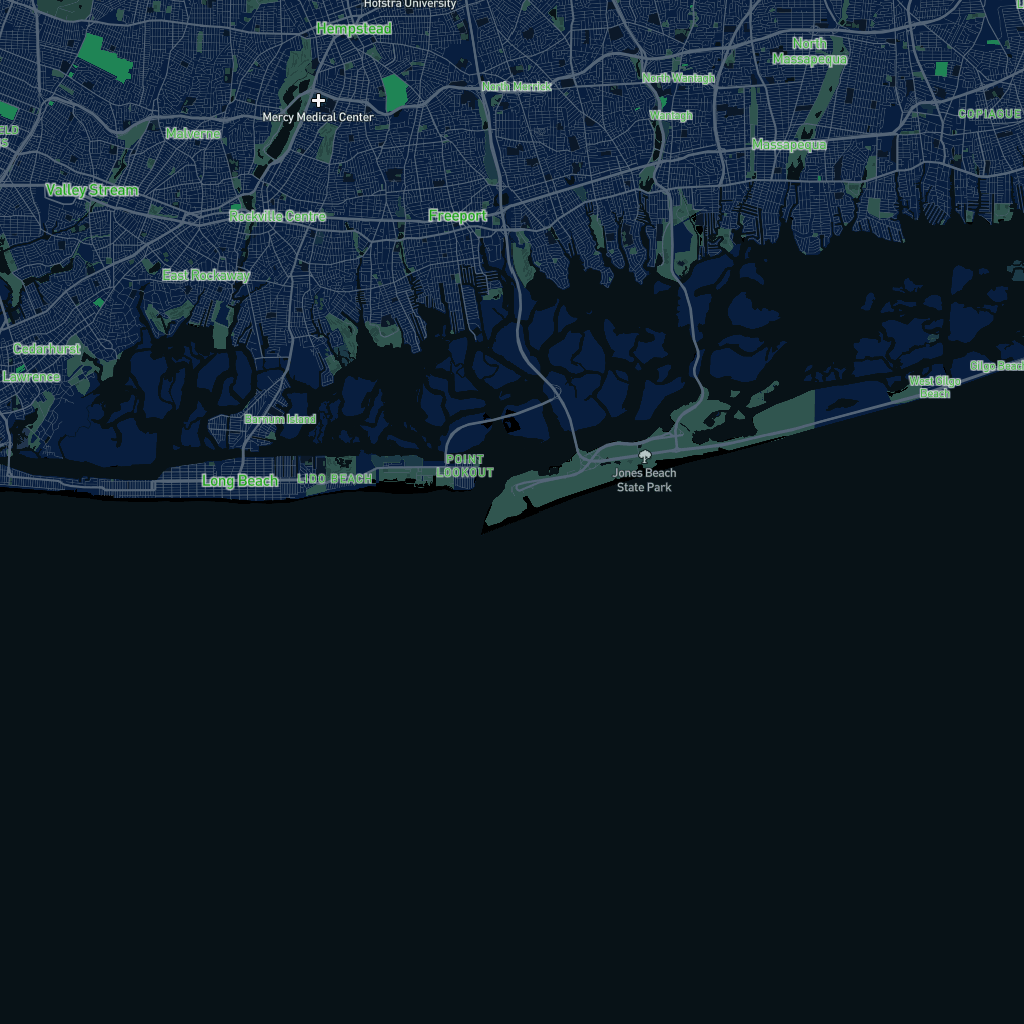 Hofstra University
Hempstead
North
Massapequa
North Wantagh
North Merrick
Mercy Medical Center
Wantagh
COPIAGUE
Malverne
Massapequa
Valley Stream
Rockville Centre
Freeport
East Rockaway
Cedarhurst
Lawrence
Gilgo Beach
West Gilgo
Beach
Barnum Island
POINT
LOOKOUT
Long Beach
LIDO BEACH
Jones Beach
State Park